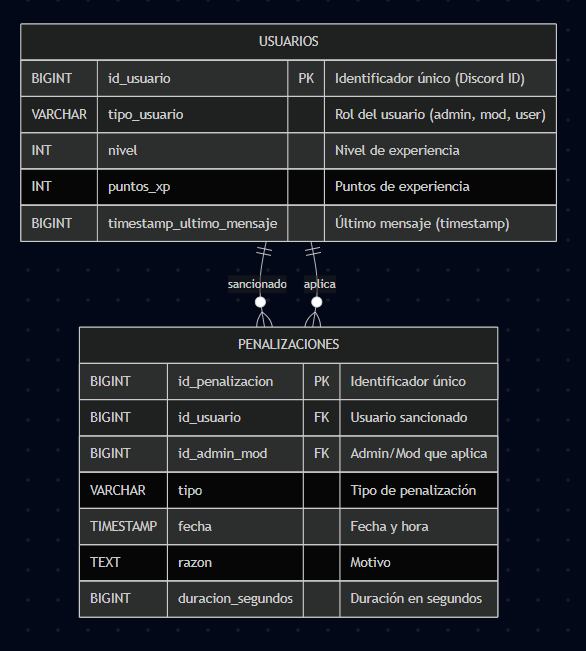 USUARIOS
BIGINT id_usuario PK Identificador único (Discord ID)
VARCHAR tipo_usuario Rol del usuario (admin, mod, user)
INT nivel Nivel de experiencia
INT puntos_xp Puntos de experiencia
BIGINT timestamp_ultimo_mensaje Último mensaje (timestamp)
sancionado aplica
PENALIZACIONES
BIGINT id_penalizacion PK Identificador único
BIGINT id_usuario FK Usuario sancionado
BIGINT id_admin_mod FK Admin/Mod que aplica
VARCHAR tipo Tipo de penalización
TIMESTAMP fecha Fecha y hora
TEXT razon Motivo
BIGINT duracion_segundos Duración en segundos